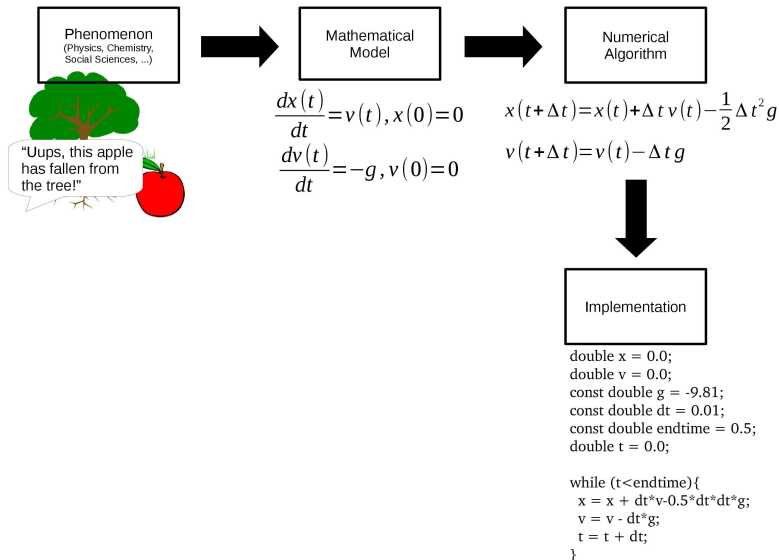 Phenomenon
(Physics, Chemistry,
Social Sciences, ...)
Mathematical
Model
Numerical
Algorithm
dx(t)/dt=v(t), x(0)=0
dv(t)/dt=−g, v(0)=0
x(t+Δt)=x(t)+Δt v(t)−1/2 Δt²g
v(t+Δt)=v(t)−Δt g
“Uups, this apple
has fallen from
the tree!”
Implementation
double x = 0.0;
double v = 0.0;
const double g = -9.81;
const double dt = 0.01;
const double endtime = 0.5;
double t = 0.0;
while (t<endtime){
x = x + dt*v-0.5*dt*dt*g;
v = v - dt*g;
t = t + dt;
}